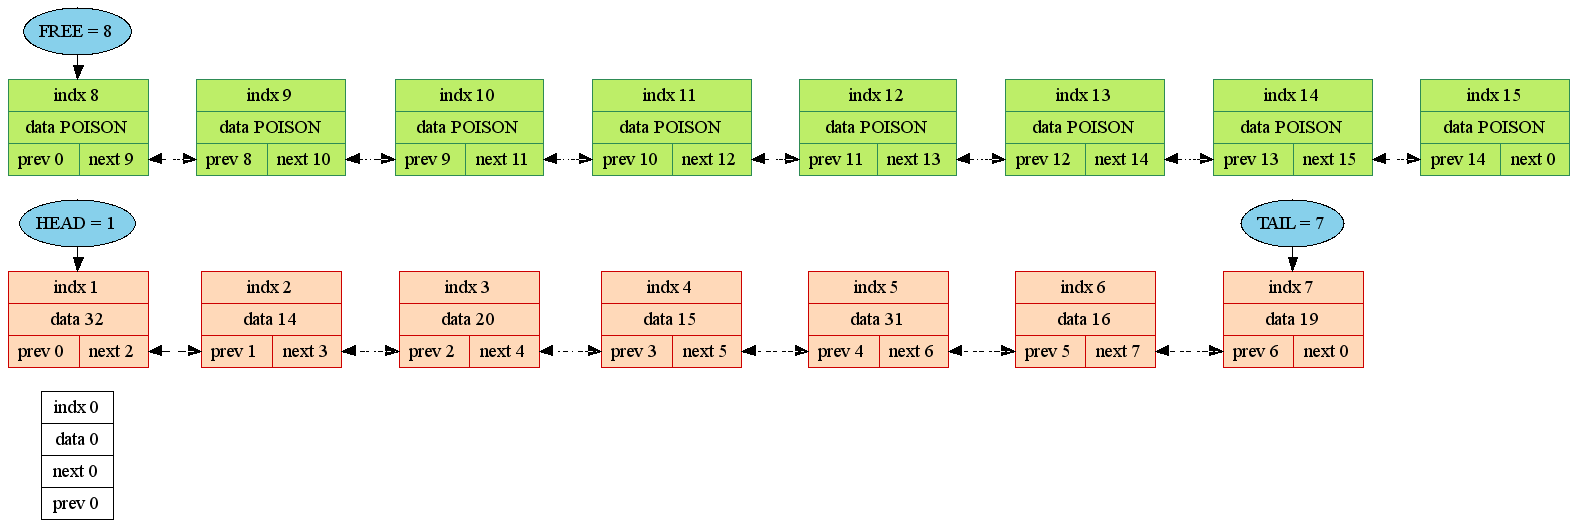 FREE = 8
indx 8 indx 9 indx 10 indx 11 indx 12 indx 13 indx 14 indx 15
data POISON data POISON data POISON data POISON data POISON data POISON data POISON data POISON
prev 0 next 9 prev 8 next 10 prev 9 next 11 prev 10 next 12 prev 11 next 13 prev 12 next 14 prev 13 next 15 prev 14 next 0
HEAD = 1 TAIL = 7
indx 1 indx 2 indx 3 indx 4 indx 5 indx 6 indx 7
data 32 data 14 data 20 data 15 data 31 data 16 data 19
prev 0 next 2 prev 1 next 3 prev 2 next 4 prev 3 next 5 prev 4 next 6 prev 5 next 7 prev 6 next 0
indx 0
data 0
next 0
prev 0